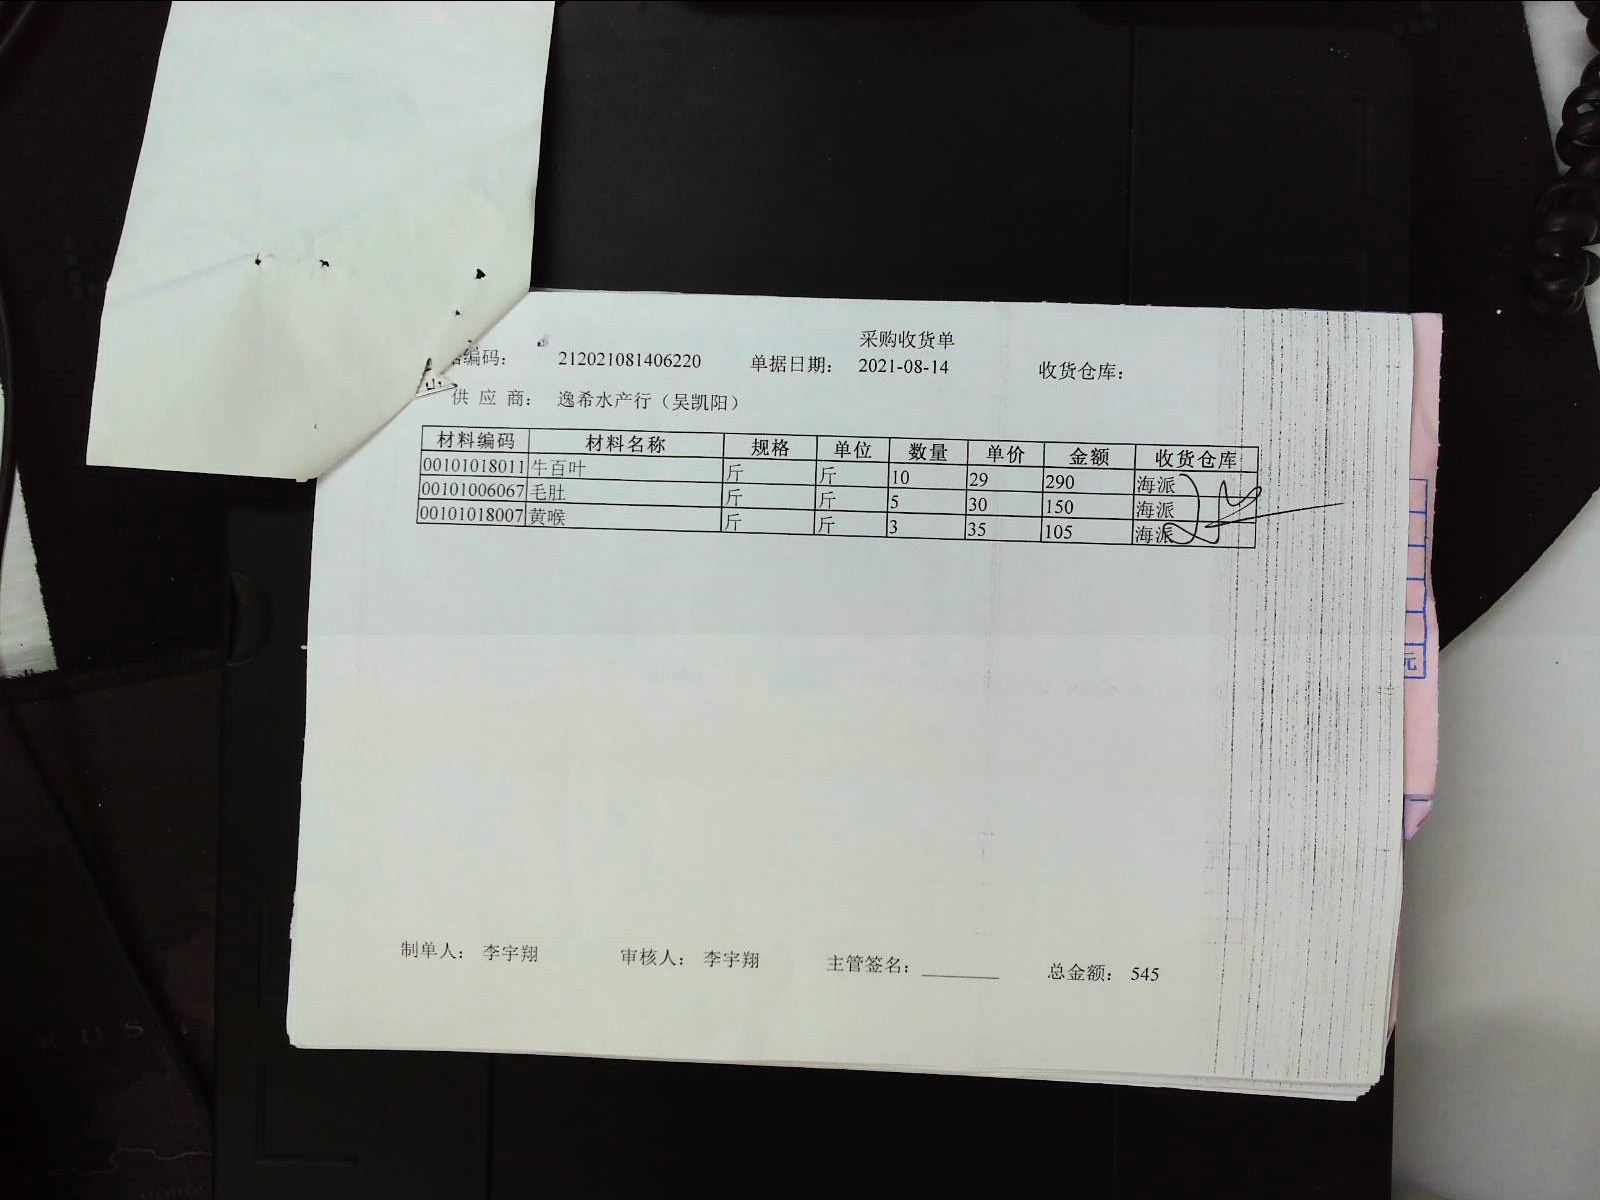 采购收货单
编码： 212021081406220 单据日期： 2021-08-14 收货仓库：
供应商： 逸希水产行（吴凯阳）
材料编码 材料名称 规格 单位 数量 单价 金额 收货仓库
00101018011 牛百叶 斤 斤 10 29 290 海派
00101006067 毛肚 斤 斤 5 30 150 海派
00101018007 黄喉 斤 斤 3 35 105 海派
元
制单人： 李宇翔 审核人： 李宇翔 主管签名：________ 总金额： 545